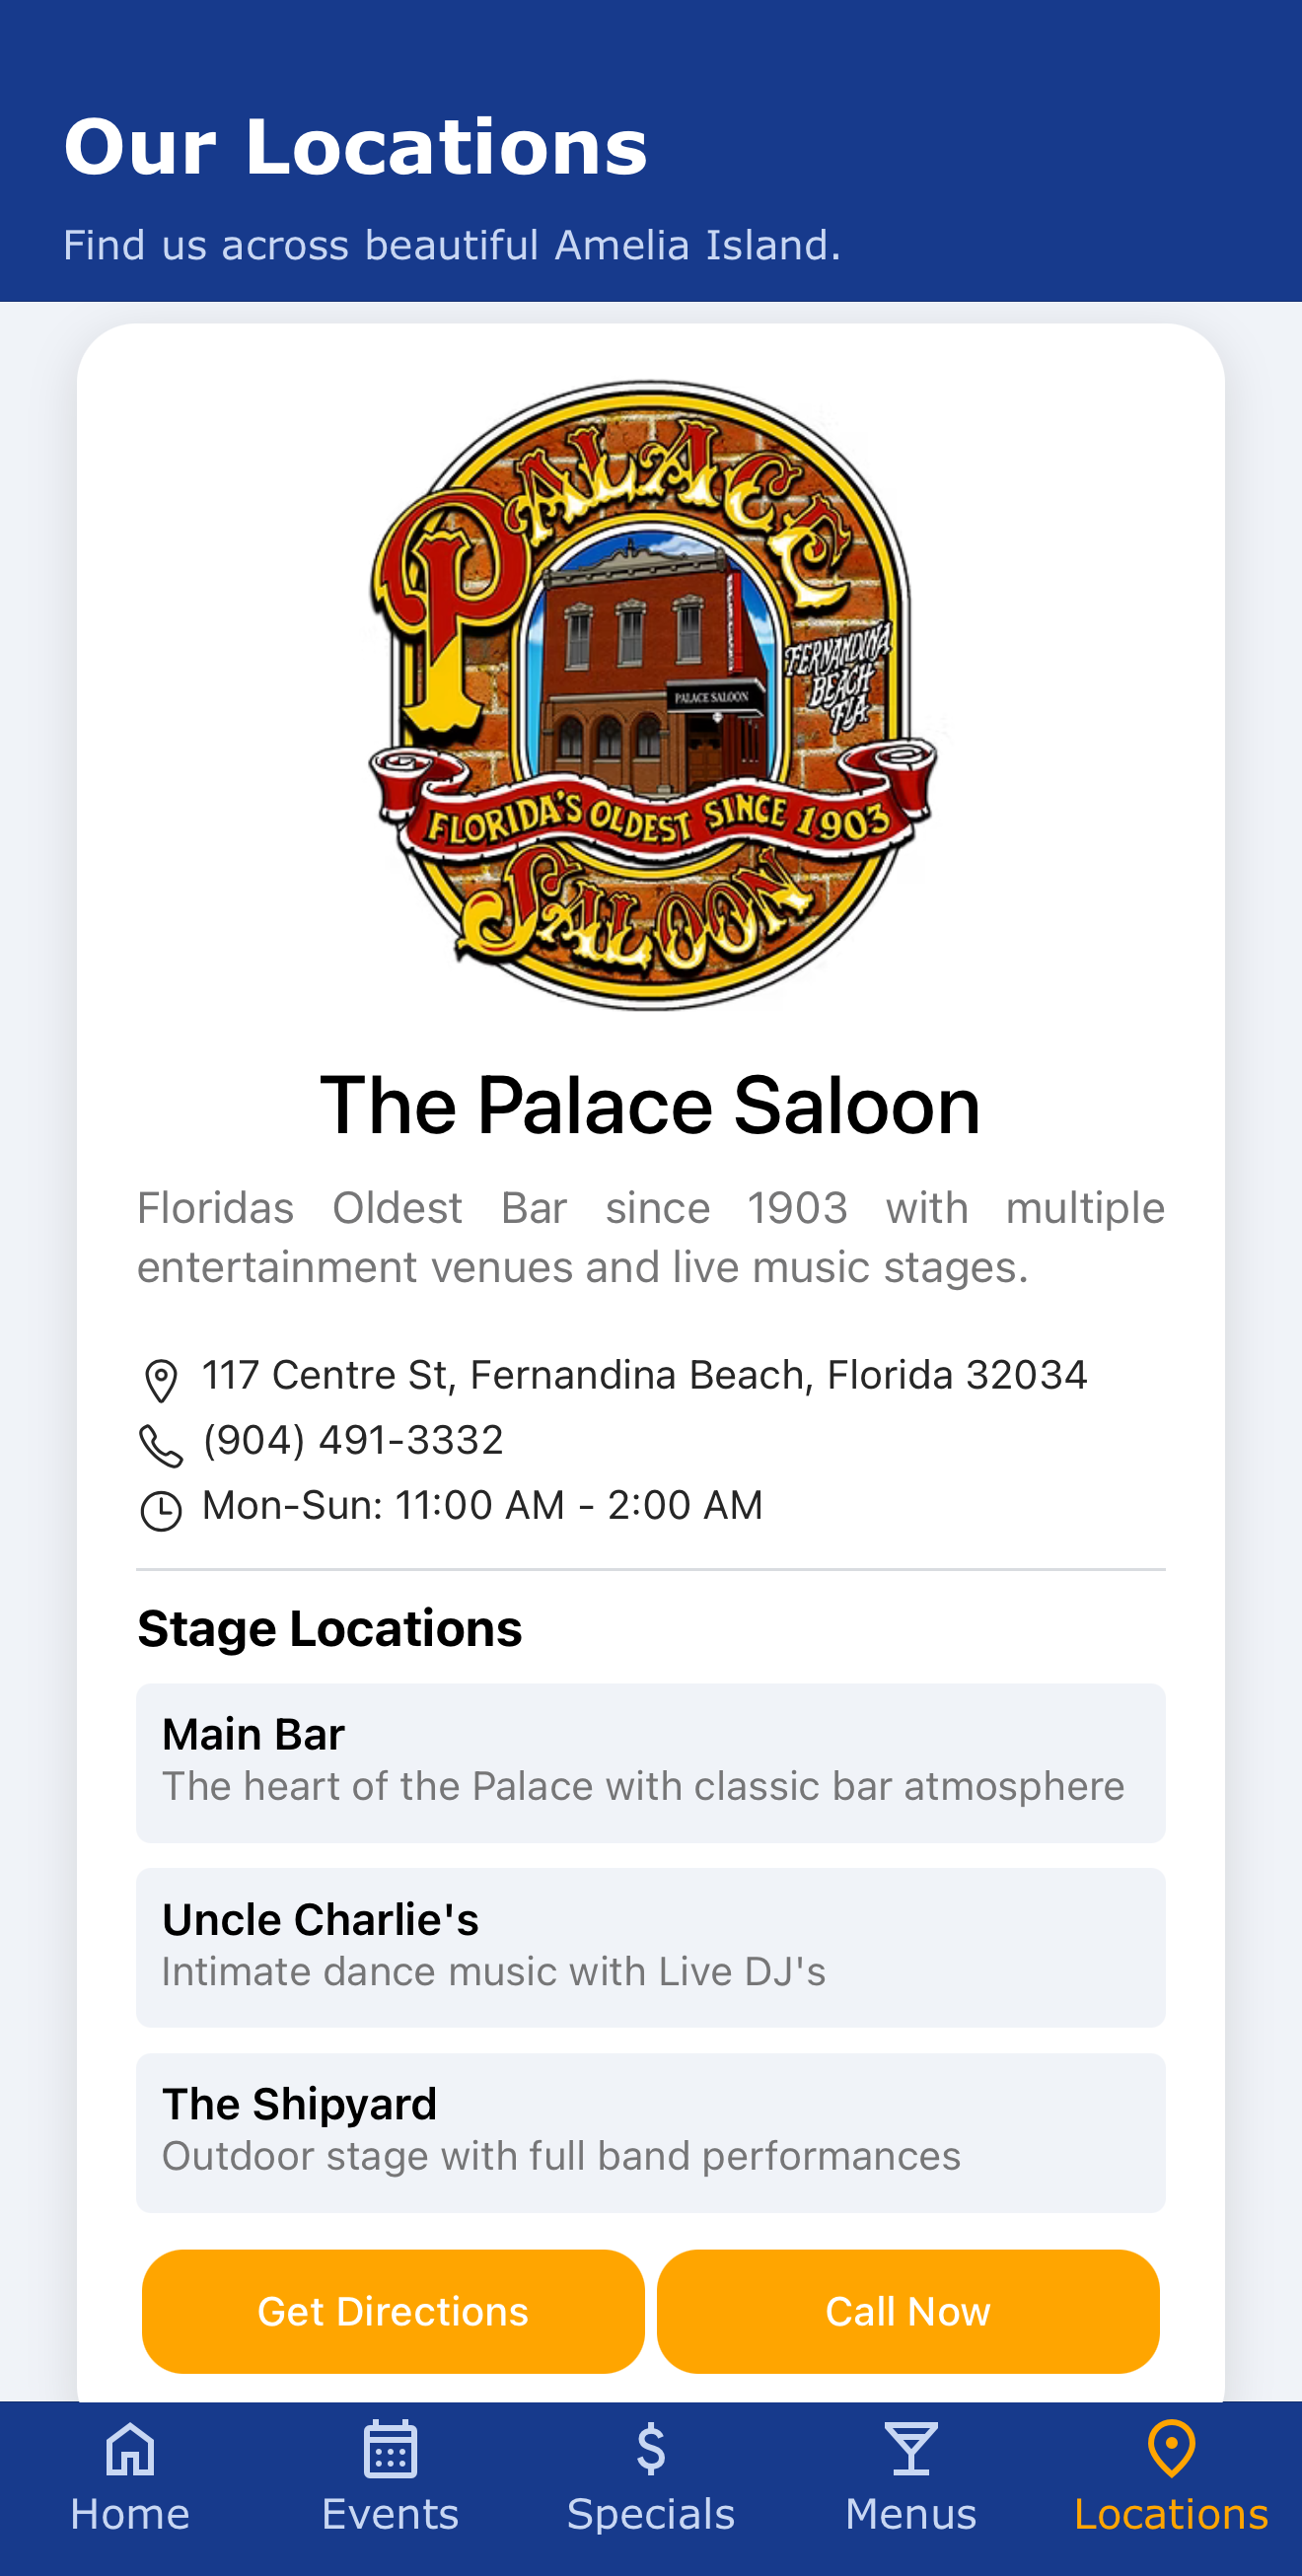 Our Locations
Find us across beautiful Amelia Island.
PALACE
FERNANDINA
BEACH
FLA
PALACE SALOON
FLORIDA'S OLDEST SINCE 1903
SALOON
The Palace Saloon
Floridas Oldest Bar since 1903 with multiple
entertainment venues and live music stages.
117 Centre St, Fernandina Beach, Florida 32034
(904) 491-3332
Mon-Sun: 11:00 AM - 2:00 AM
Stage Locations
Main Bar
The heart of the Palace with classic bar atmosphere
Uncle Charlie's
Intimate dance music with Live DJ's
The Shipyard
Outdoor stage with full band performances
Get Directions Call Now
Home Events Specials Menus Locations